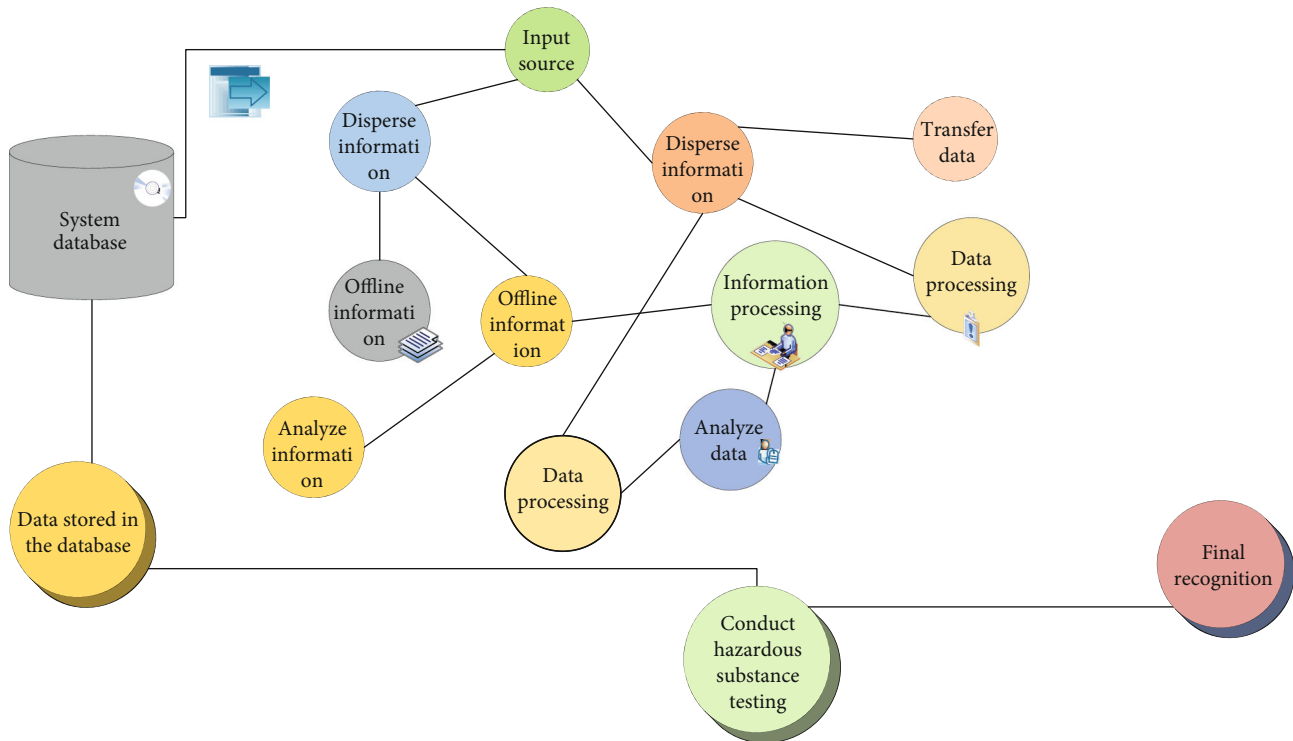 Input
source
Disperse
informati
on
Disperse
informati
on
Transfer
data
System
database
Offline
informati
on
Offline
informat
ion
Information
processing
Data
processing
Analyze
informati
on
Analyze
data
Data
processing
Data stored in
the database
Final
recognition
Conduct
hazardous
substance
testing